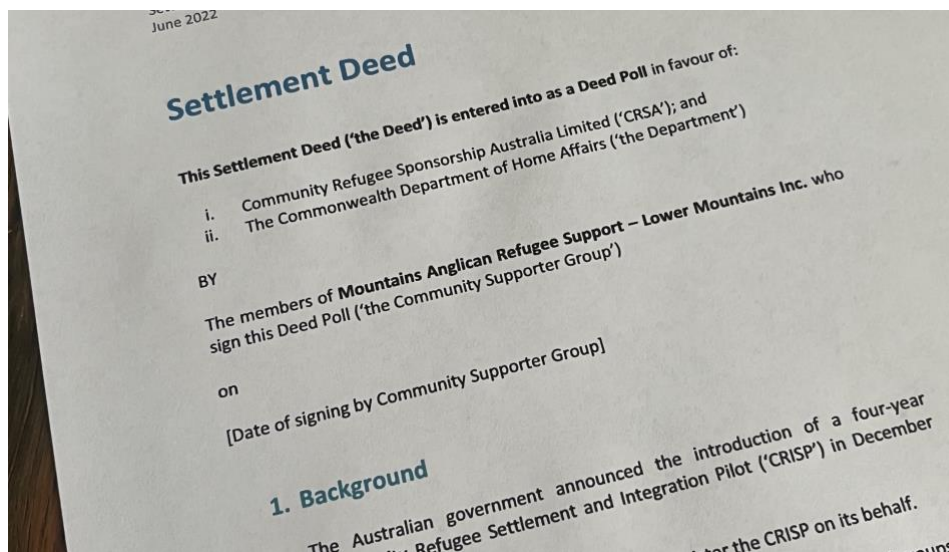 June 2022
Settlement Deed
This Settlement Deed (‘the Deed’) is entered into as a Deed Poll in favour of:
i. Community Refugee Sponsorship Australia Limited (‘CRSA’); and
ii. The Commonwealth Department of Home Affairs (‘the Department’)
BY
The members of Mountains Anglican Refugee Support – Lower Mountains Inc. who
sign this Deed Poll (‘the Community Supporter Group’)
on
[Date of signing by Community Supporter Group]
1. Background
The Australian government announced the introduction of a four-year
Refugee Settlement and Integration Pilot (‘CRISP’) in December
the CRISP on its behalf.